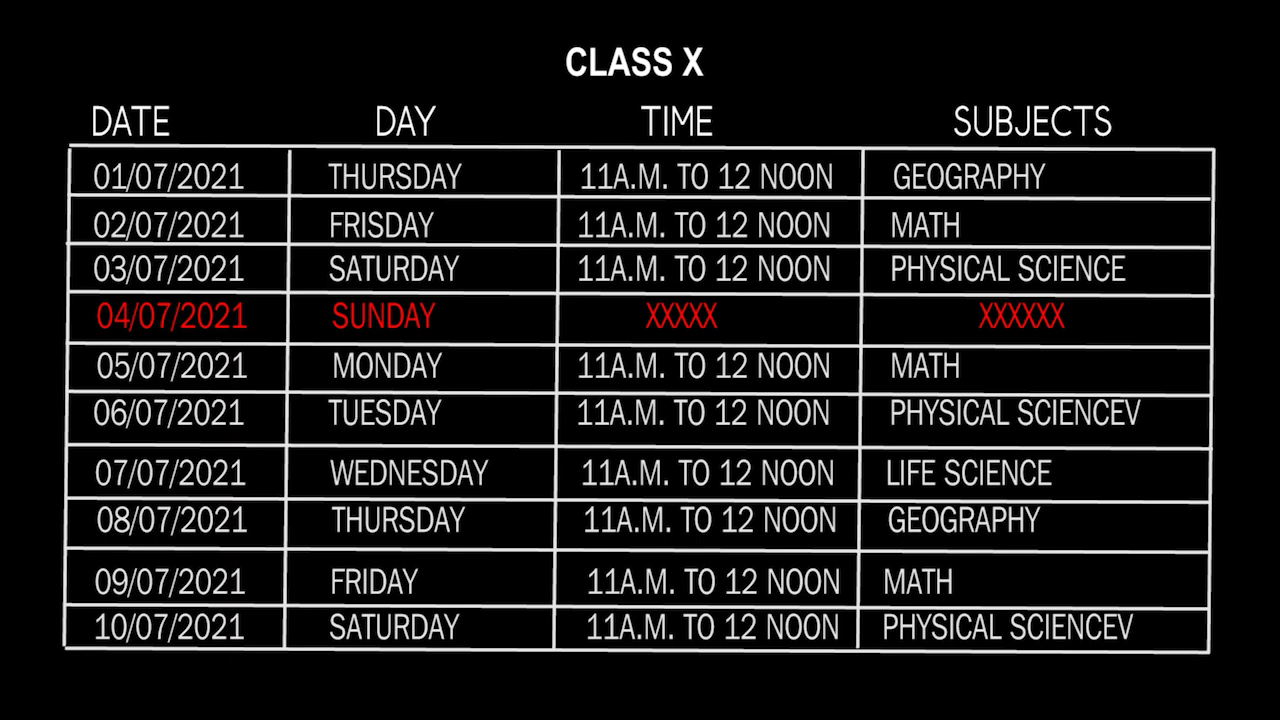 CLASS X
DATE DAY TIME SUBJECTS
01/07/2021 THURSDAY 11A.M. TO 12 NOON GEOGRAPHY
02/07/2021 FRISDAY 11A.M. TO 12 NOON MATH
03/07/2021 SATURDAY 11A.M. TO 12 NOON PHYSICAL SCIENCE
04/07/2021 SUNDAY XXXXX XXXXXX
05/07/2021 MONDAY 11A.M. TO 12 NOON MATH
06/07/2021 TUESDAY 11A.M. TO 12 NOON PHYSICAL SCIENCEV
07/07/2021 WEDNESDAY 11A.M. TO 12 NOON LIFE SCIENCE
08/07/2021 THURSDAY 11A.M. TO 12 NOON GEOGRAPHY
09/07/2021 FRIDAY 11A.M. TO 12 NOON MATH
10/07/2021 SATURDAY 11A.M. TO 12 NOON PHYSICAL SCIENCEV